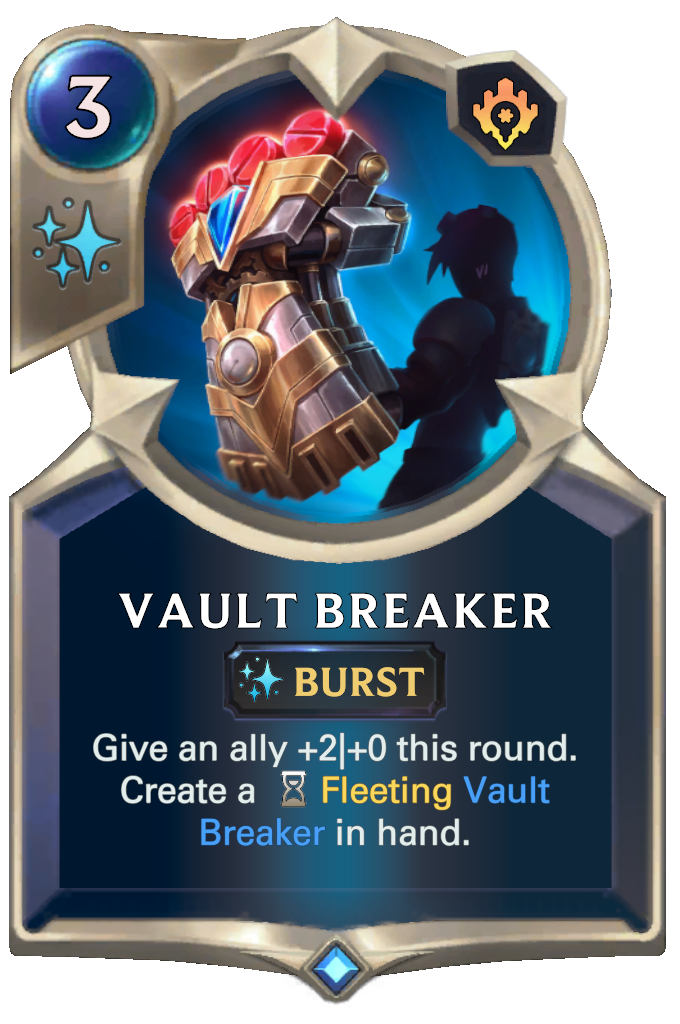 3
VAULT BREAKER
BURST
Give an ally +2|+0 this round.
Create a Fleeting Vault
Breaker in hand.